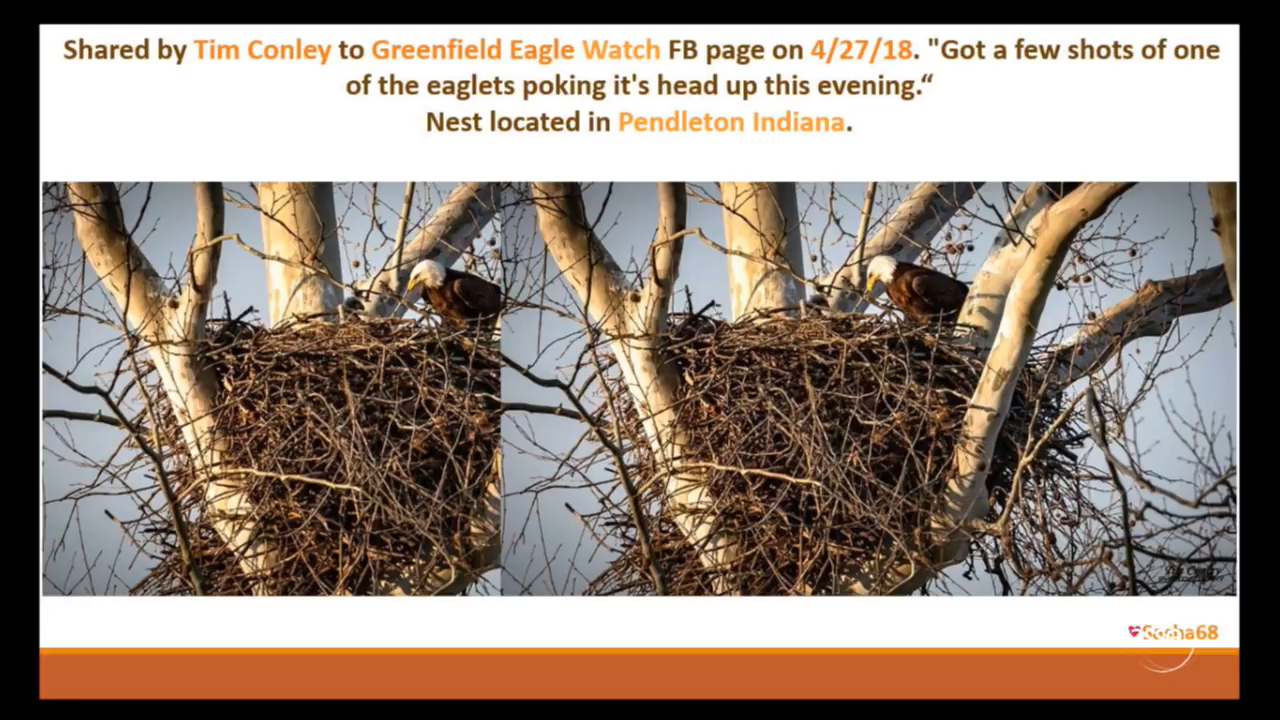 Shared by Tim Conley to Greenfield Eagle Watch FB page on 4/27/18. "Got a few shots of one
of the eaglets poking it's head up this evening.“
Nest located in Pendleton Indiana.